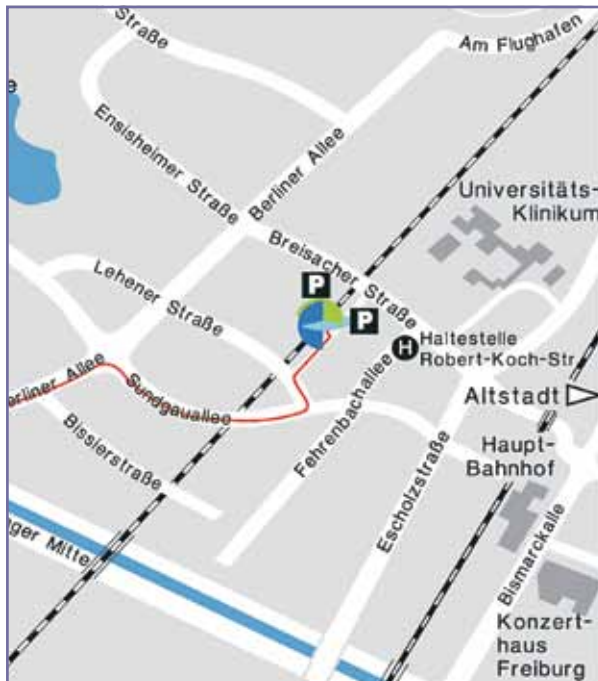 Straße
Am Flughafen
e
Ensisheimer Straße
Berliner Allee
Universitäts-
Klinikum
Breisacher Straße
P
Lehener Straße
P
H
Haltestelle
Robert-Koch-Str
erliner Allee
Sundgauallee
Fehrenbachallee
Altstadt
Bissierstraße
Haupt-
Bahnhof
Escholzstraße
Bismarckalle
nger Mitte
Konzert-
haus
Freiburg